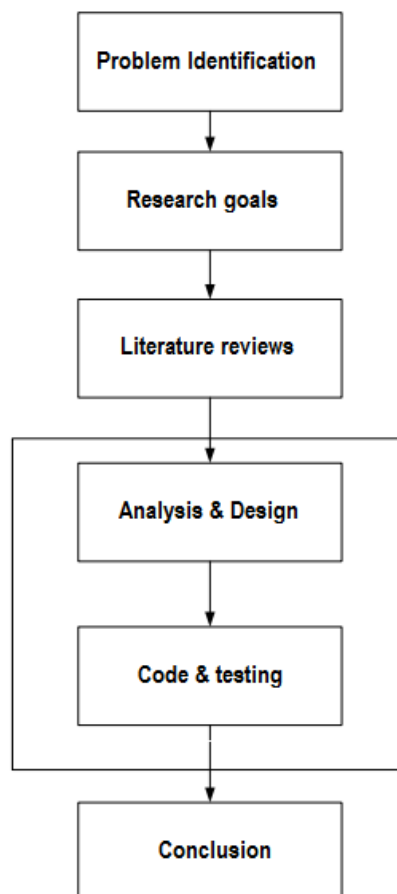 Problem Identification
Research goals
Literature reviews
Analysis & Design
Code & testing
Conclusion